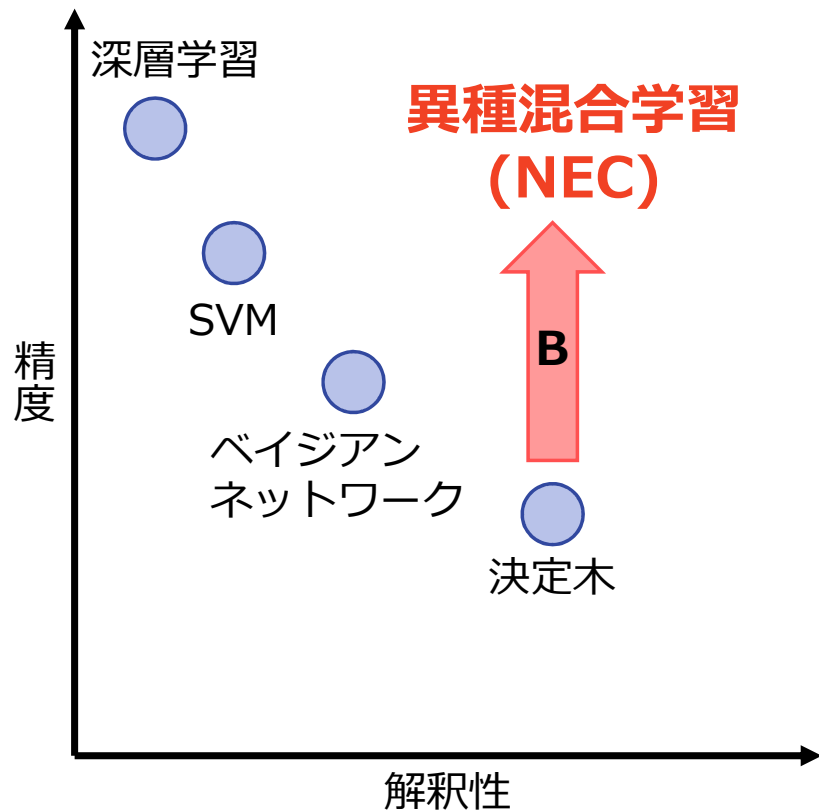 深層学習
異種混合学習
(NEC)
SVM
B
精度
ベイジアン
ネットワーク
決定木
解釈性